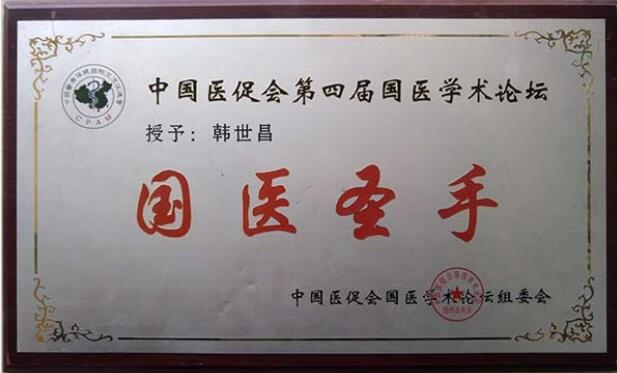 中国医促会第四届国医学术论坛
授予：韩世昌
国医圣手
中国医促会国医学术论坛组委会
CPAM